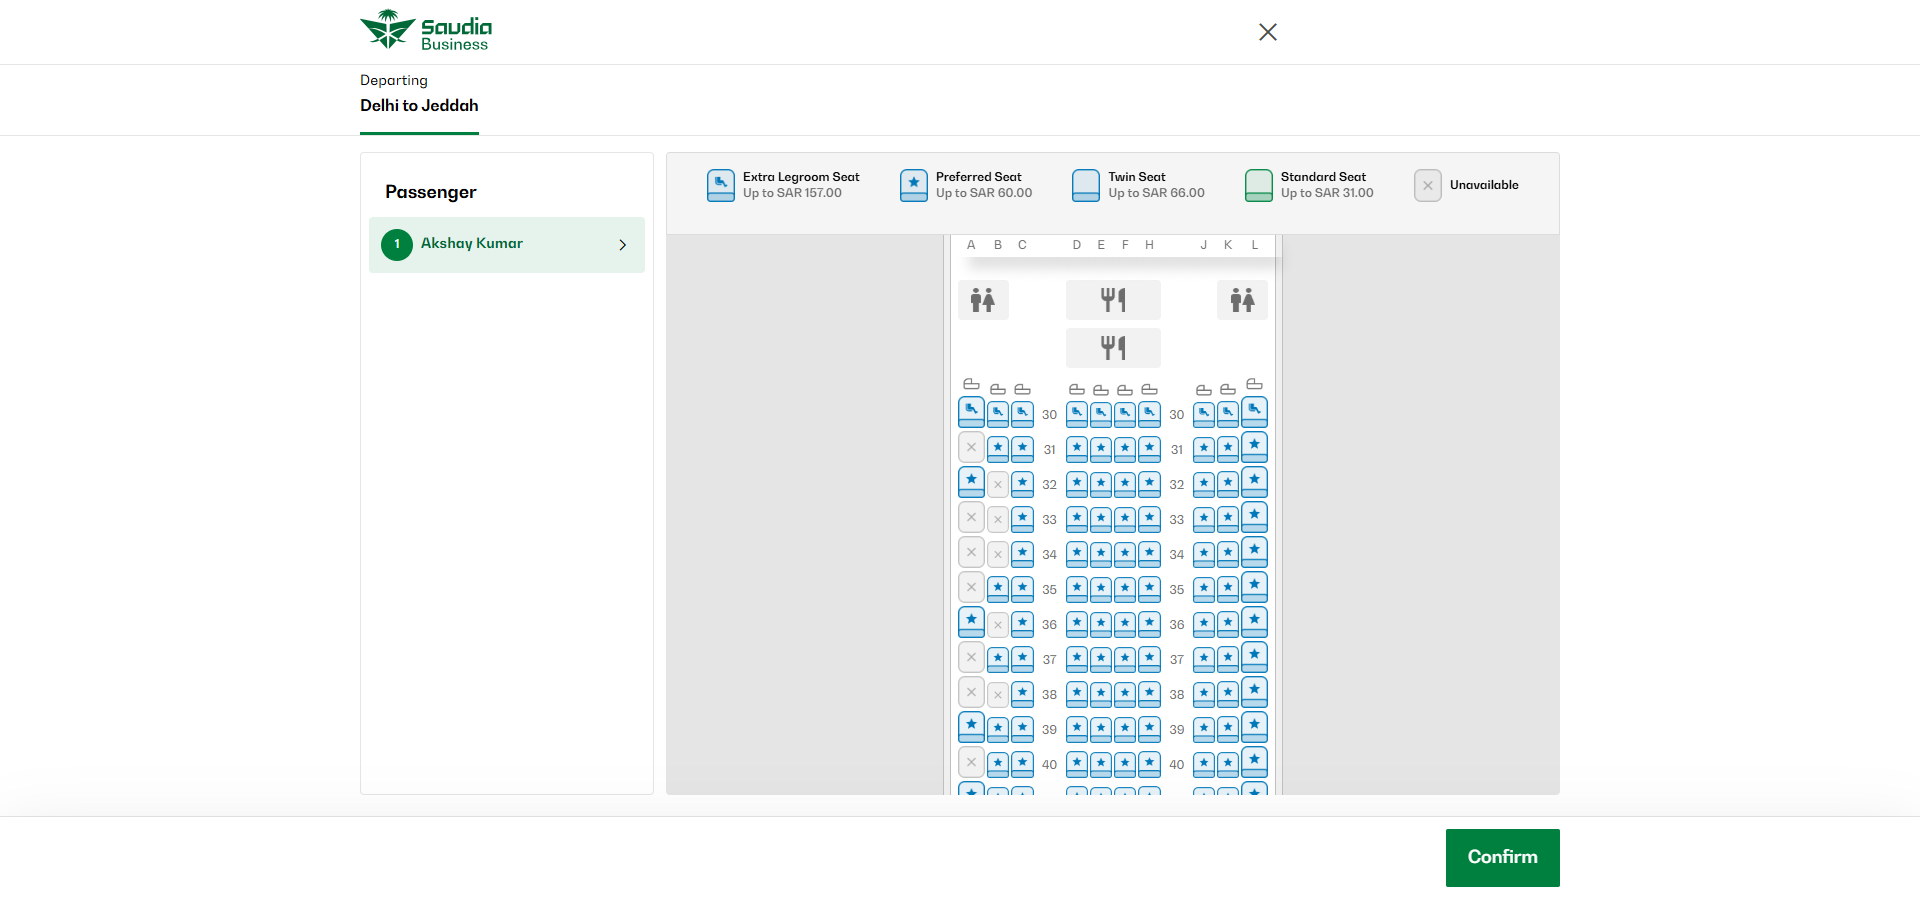 Saudia
Business
Departing
Delhi to Jeddah
Passenger
1 Akshay Kumar
Extra Legroom Seat
Up to SAR 157.00
Preferred Seat
Up to SAR 60.00
Twin Seat
Up to SAR 66.00
Standard Seat
Up to SAR 31.00
Unavailable
A B C D E F H J K L
30 30
31 31
32 32
33 33
34 34
35 35
36 36
37 37
38 38
39 39
40 40
Confirm